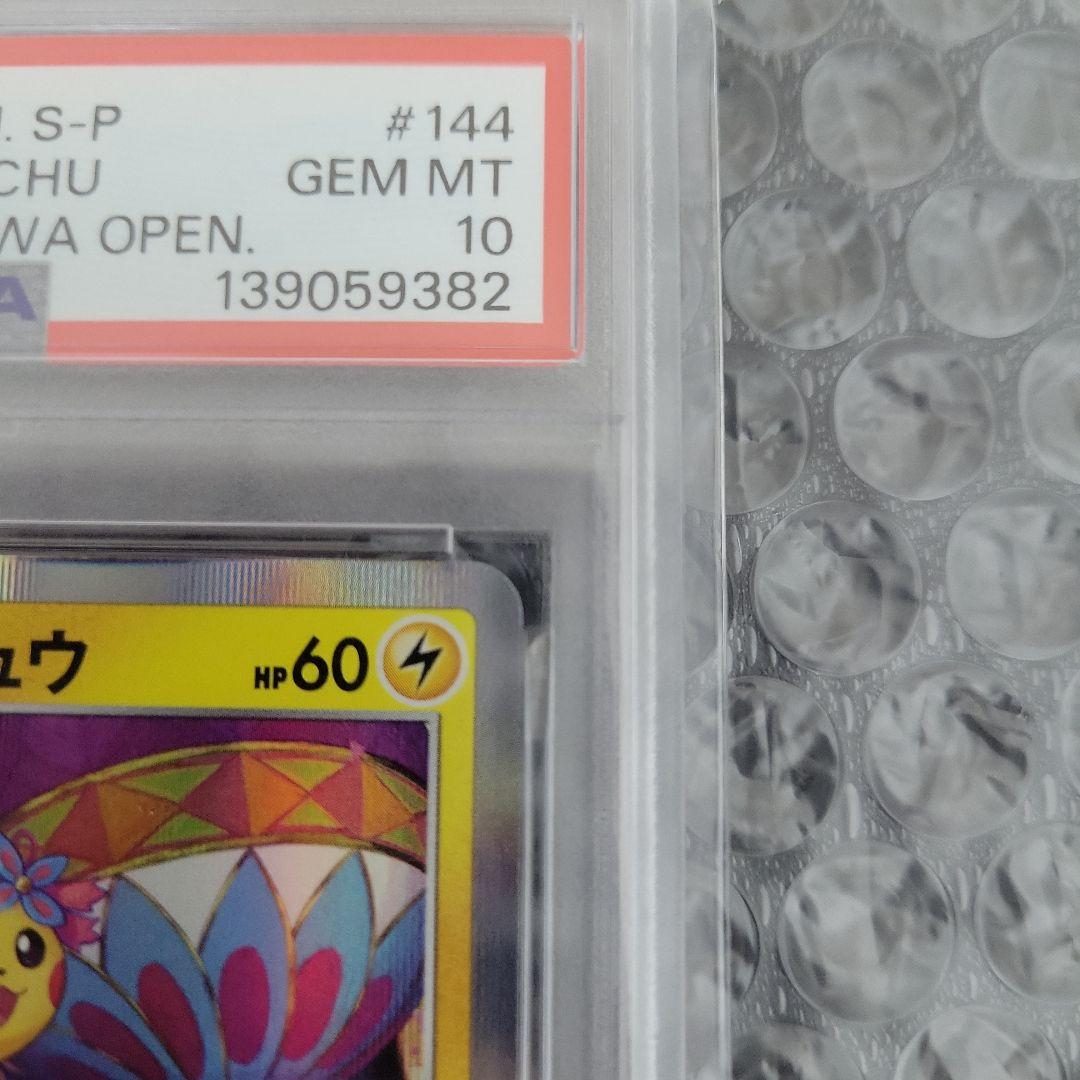 . S-P #144
CHU GEM MT
WA OPEN. 10
A 139059382
ュウ HP60